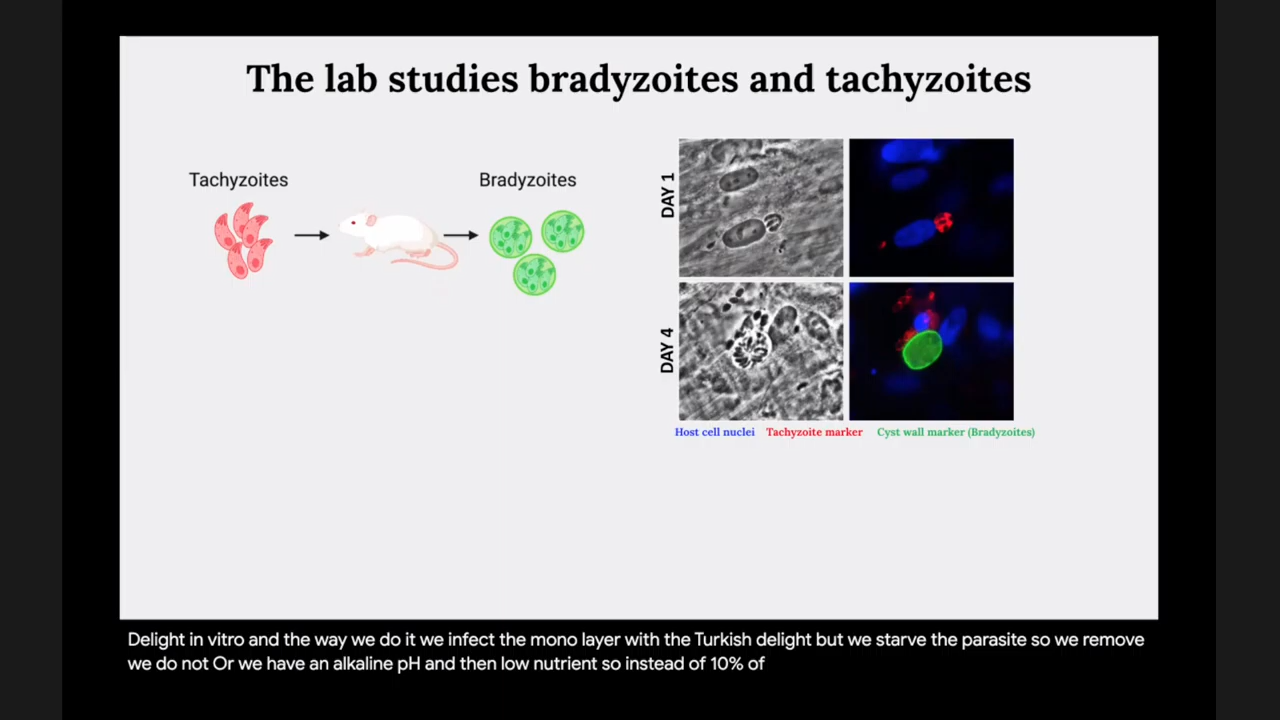 The lab studies bradyzoites and tachyzoites
Tachyzoites
Bradyzoites
DAY 1
DAY 4
Host cell nuclei Tachyzoite marker Cyst wall marker (Bradyzoites)
Delight in vitro and the way we do it we infect the mono layer with the Turkish delight but we starve the parasite so we remove
we do not Or we have an alkaline pH and then low nutrient so instead of 10% of